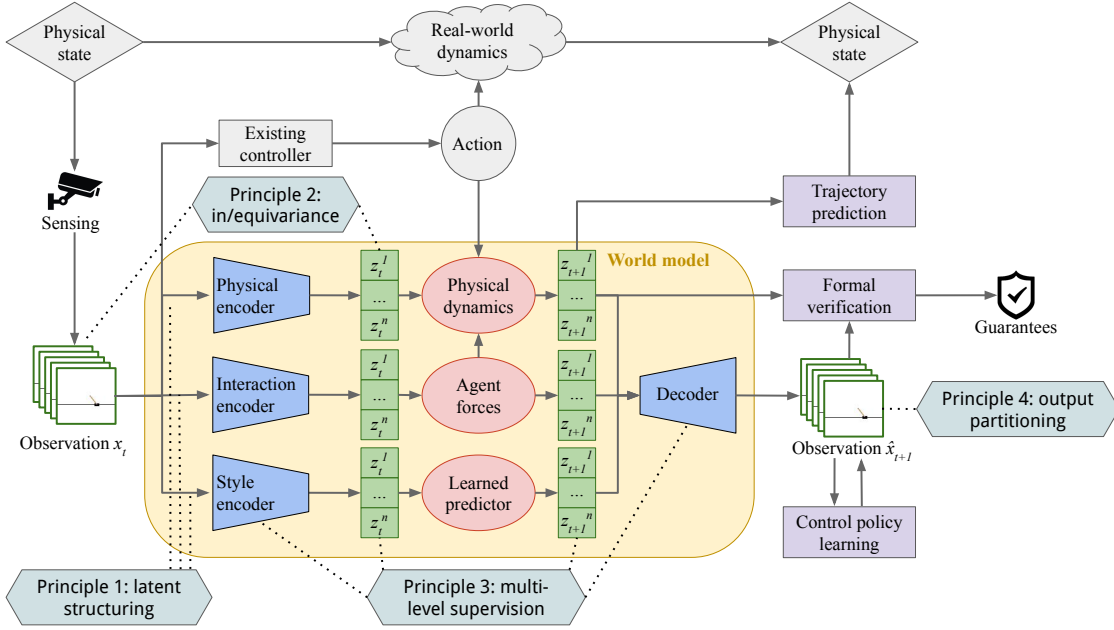 Physical
state
Real-world
dynamics
Physical
state
Existing
controller
Action
Sensing
Principle 2:
in/equivariance
Trajectory
prediction
World model
Physical
encoder
z_t^1
...
z_t^n
Physical
dynamics
z_{t+1}^1
...
z_{t+1}^n
Formal
verification
Guarantees
Interaction
encoder
z_t^1
...
z_t^n
Agent
forces
z_{t+1}^1
...
z_{t+1}^n
Decoder
Observation x_t
Observation x̂_{t+1}
Principle 4: output
partitioning
Style
encoder
z_t^1
...
z_t^n
Learned
predictor
z_{t+1}^1
...
z_{t+1}^n
Control policy
learning
Principle 1: latent
structuring
Principle 3: multi-
level supervision